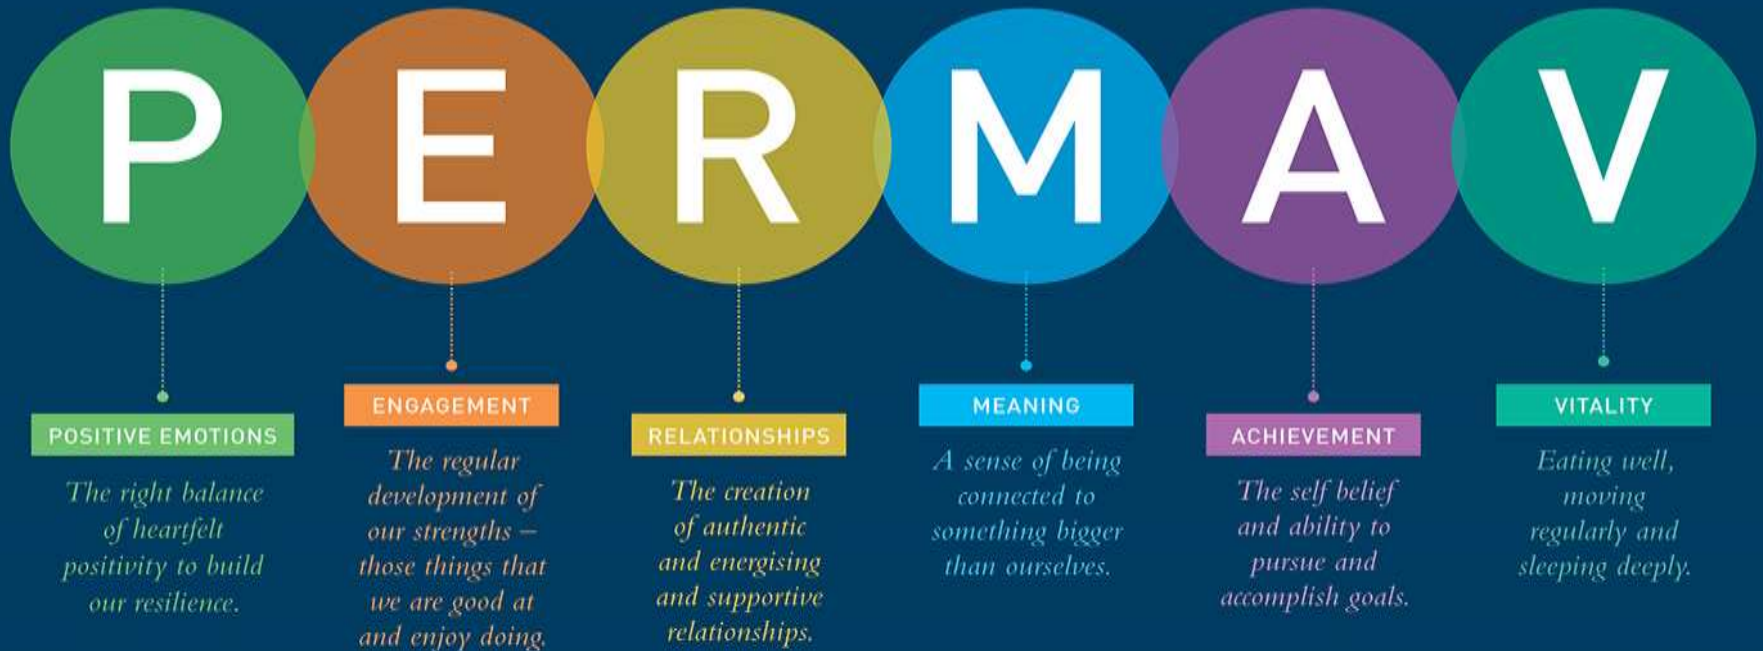 P
E
R
M
A
V
POSITIVE EMOTIONS
The right balance
of heartfelt
positivity to build
our resilience.
ENGAGEMENT
The regular
development of
our strengths –
those things that
we are good at
and enjoy doing.
RELATIONSHIPS
The creation
of authentic
and energising
and supportive
relationships.
MEANING
A sense of being
connected to
something bigger
than ourselves.
ACHIEVEMENT
The self belief
and ability to
pursue and
accomplish goals.
VITALITY
Eating well,
moving
regularly and
sleeping deeply.